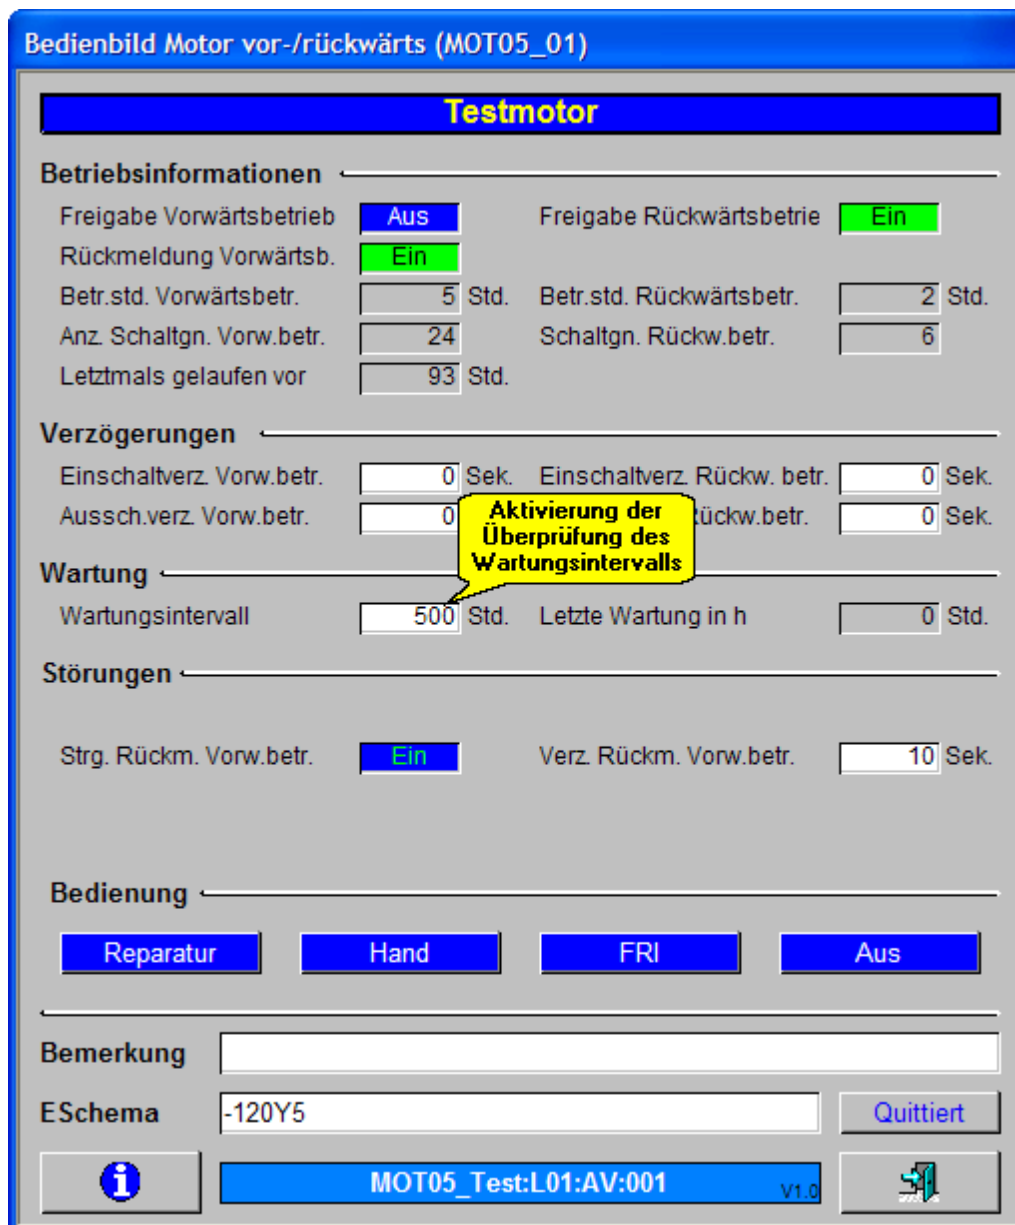 Bedienbild Motor vor-/rückwärts (MOT05_01)
Testmotor
Betriebsinformationen
Freigabe Vorwärtsbetrieb Aus Freigabe Rückwärtsbetrie Ein
Rückmeldung Vorwärtsb. Ein
Betr.std. Vorwärtsbetr. 5 Std. Betr.std. Rückwärtsbetr. 2 Std.
Anz. Schaltgn. Vorw.betr. 24 Schaltgn. Rückw.betr. 6
Letztmals gelaufen vor 93 Std.
Verzögerungen
Einschaltverz. Vorw.betr. 0 Sek. Einschaltverz. Rückw. betr. 0 Sek.
Aussch.verz. Vorw.betr. 0 Rückw.betr. 0 Sek.
Aktivierung der
Überprüfung des
Wartungsintervalls
Wartung
Wartungsintervall 500 Std. Letzte Wartung in h 0 Std.
Störungen
Strg. Rückm. Vorw.betr. Ein Verz. Rückm. Vorw.betr. 10 Sek.
Bedienung
Reparatur Hand FRI Aus
Bemerkung
ESchema -120Y5 Quittiert
MOT05_Test:L01:AV:001 V1.0